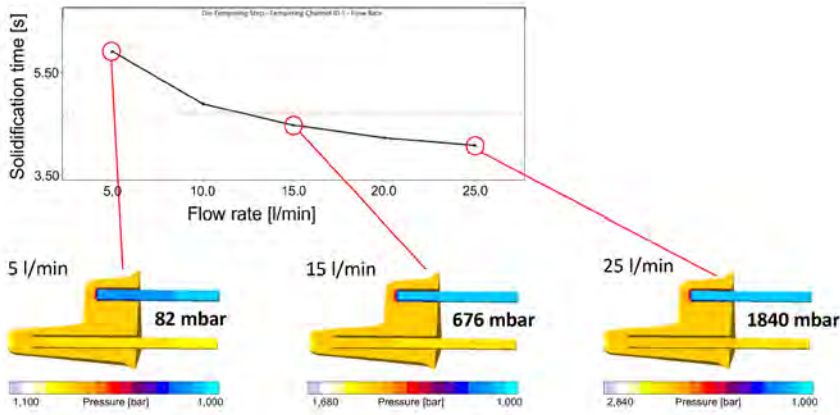 Die Tempering Step - Tempering Channel ID 1 - Flow Rate
Solidification time [s]
5.50
3.50
5.0 10.0 15.0 20.0 25.0
Flow rate [l/min]
5 l/min 15 l/min 25 l/min
82 mbar 676 mbar 1840 mbar
1,100 Pressure [bar] 1,000 1,680 Pressure [bar] 1,000 2,840 Pressure [bar] 1,000